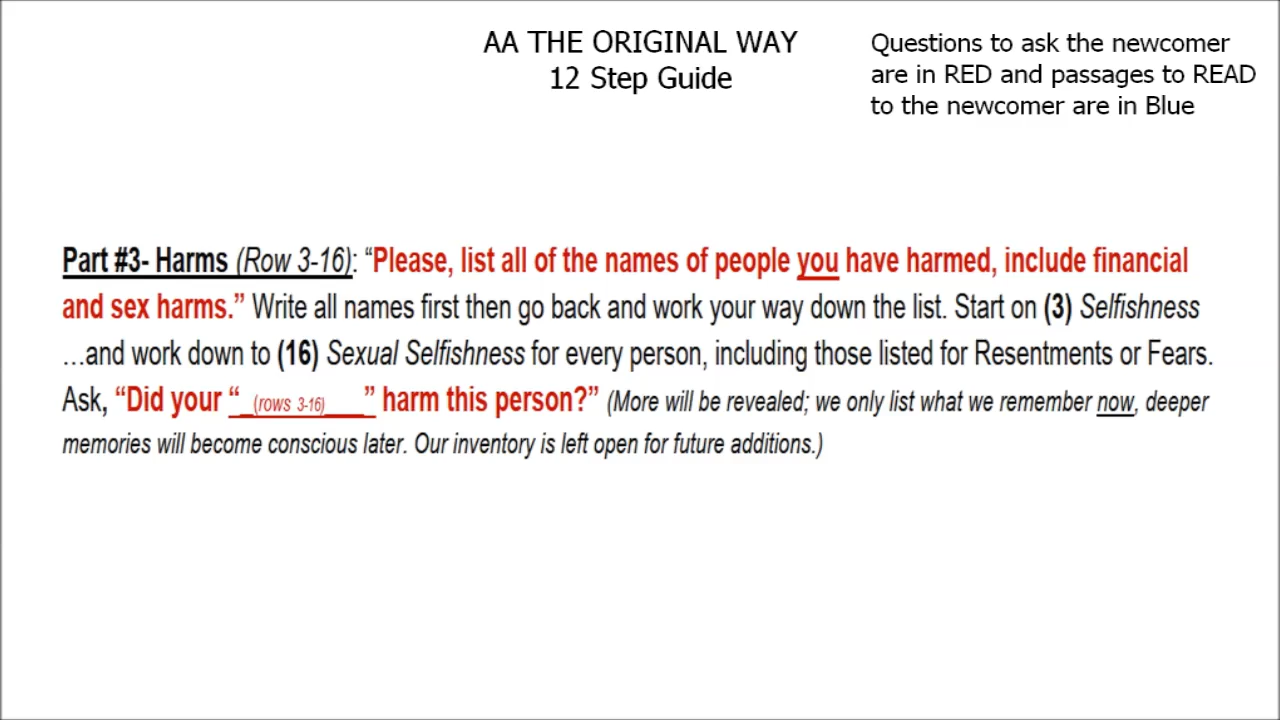 AA THE ORIGINAL WAY
12 Step Guide
Questions to ask the newcomer
are in RED and passages to READ
to the newcomer are in Blue
Part #3- Harms (Row 3-16): “Please, list all of the names of people you have harmed, include financial
and sex harms.” Write all names first then go back and work your way down the list. Start on (3) Selfishness
…and work down to (16) Sexual Selfishness for every person, including those listed for Resentments or Fears.
Ask, “Did your “_(rows 3-16)____” harm this person?” (More will be revealed; we only list what we remember now, deeper
memories will become conscious later. Our inventory is left open for future additions.)